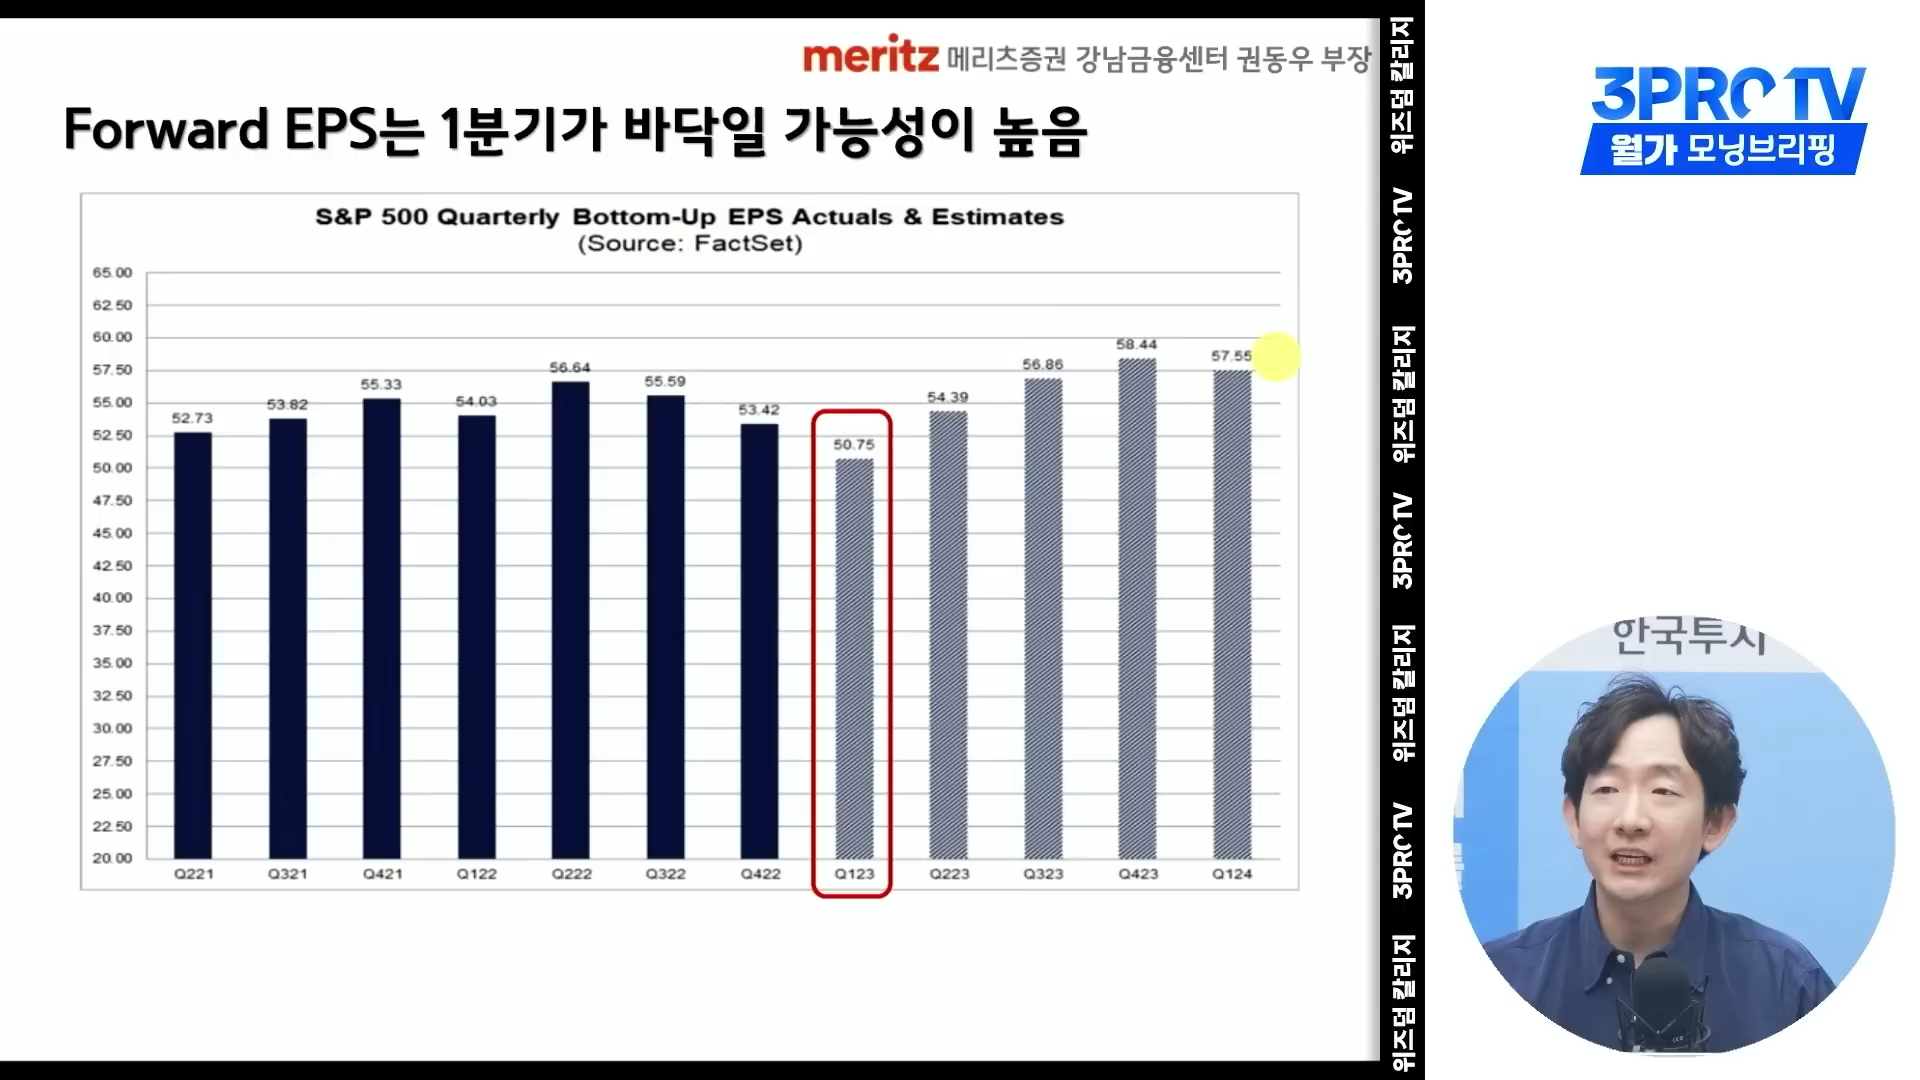 meritz 메리츠증권 강남금융센터 권동우 부장
Forward EPS는 1분기가 바닥일 가능성이 높음
S&P 500 Quarterly Bottom-Up EPS Actuals & Estimates
(Source: FactSet)
65.00
62.50
60.00
57.50
55.00
52.50
50.00
47.50
45.00
42.50
40.00
37.50
35.00
32.50
30.00
27.50
25.00
22.50
20.00
52.73
53.82
55.33
54.03
56.64
55.59
53.42
50.75
54.39
56.86
58.44
57.55
Q221 Q321 Q421 Q122 Q222 Q322 Q422 Q123 Q223 Q323 Q423 Q124
위즈덤 칼리지
3PROTV
위즈덤 칼리지
3PROTV
위즈덤 칼리지
3PROTV
위즈덤 칼리지
3PROTV
월가 모닝브리핑
한국투자